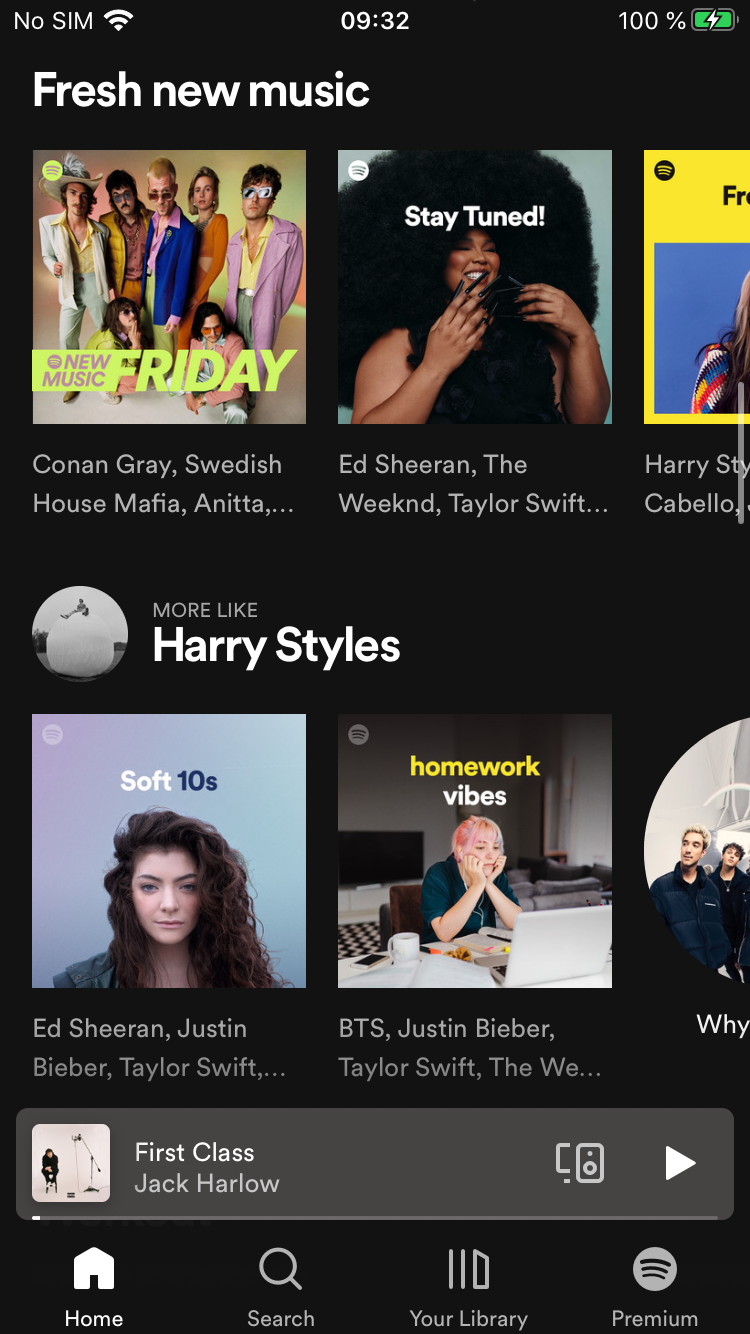 No SIM 09:32 100 %
Fresh new music
NEW
MUSIC FRIDAY
Stay Tuned!
Conan Gray, Swedish
House Mafia, Anitta,...
Ed Sheeran, The
Weeknd, Taylor Swift...
Harry
Cabello,
MORE LIKE
Harry Styles
Soft 10s
homework
vibes
Ed Sheeran, Justin
Bieber, Taylor Swift,...
BTS, Justin Bieber,
Taylor Swift, The We...
Why
First Class
Jack Harlow
Home
Search
Your Library
Premium